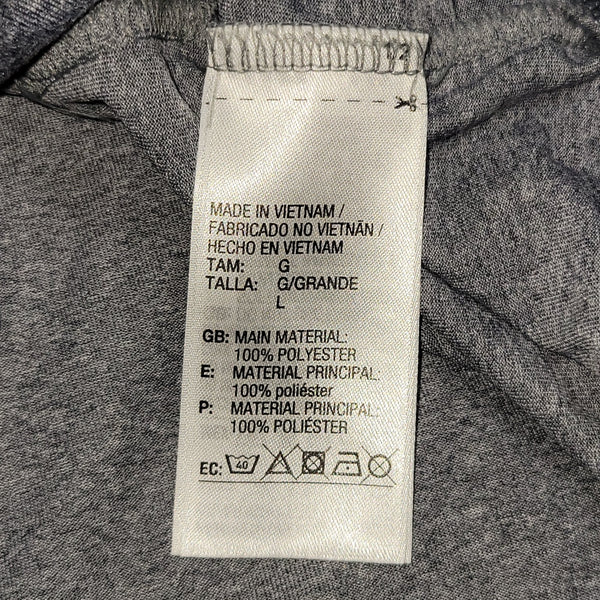 12
MADE IN VIETNAM /
FABRICADO NO VIETNÃN /
HECHO EN VIETNAM
TAM: G
TALLA: G/GRANDE
L
GB: MAIN MATERIAL:
100% POLYESTER
E: MATERIAL PRINCIPAL:
100% poliéster
P: MATERIAL PRINCIPAL:
100% POLIÉSTER
EC: 40